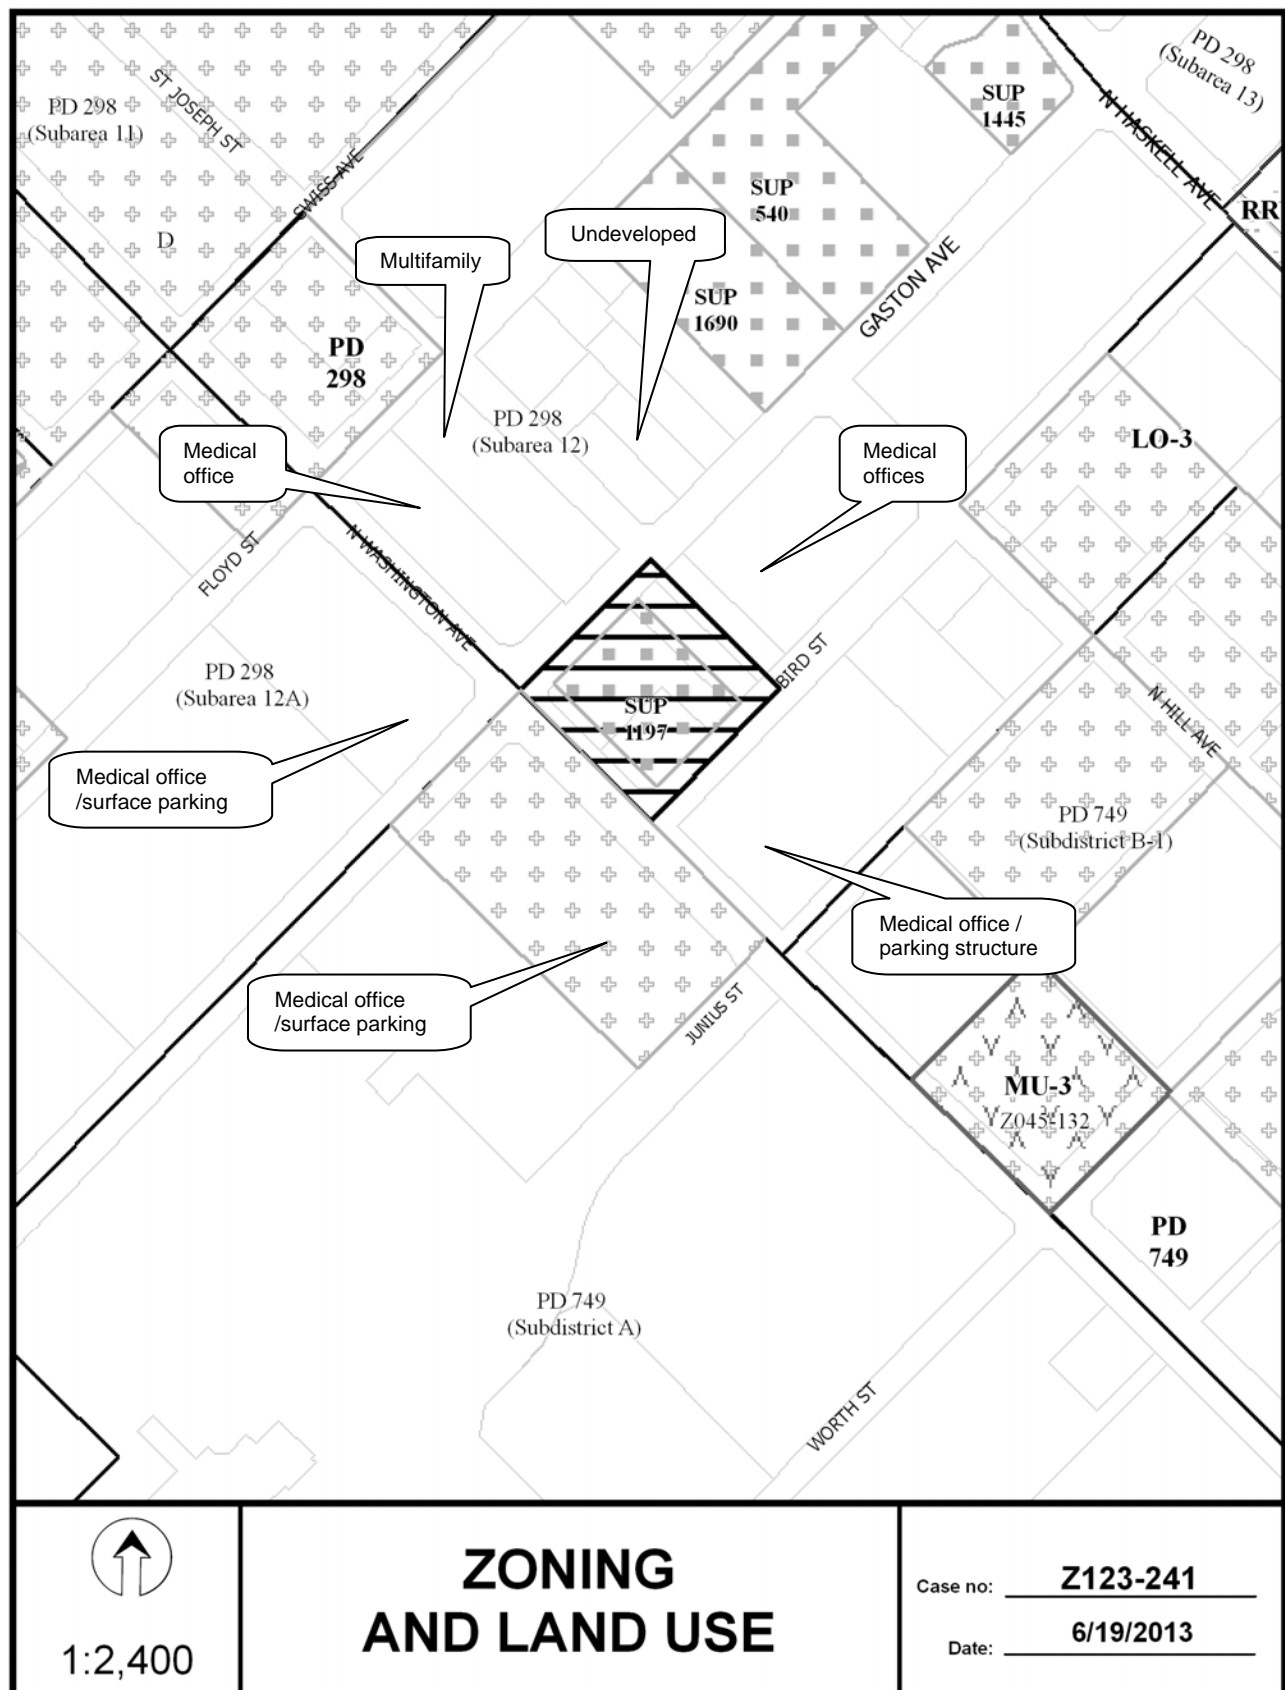 PD 298
(Subarea 11)
ST JOSEPH ST
SWISS AVE
D
PD 298
(Subarea 13)
SUP
1445
N HASKELL AVE
RR
SUP
540
Undeveloped
Multifamily
SUP
1690
GASTON AVE
PD
298
PD 298
(Subarea 12)
LO-3
Medical
office
Medical
offices
FLOYD ST
N WASHINGTON AVE
PD 298
(Subarea 12A)
BIRD ST
SUP
1197
N HILL AVE
Medical office
/surface parking
PD 749
(Subdistrict B-1)
Medical office /
parking structure
Medical office
/surface parking
JUNIUS ST
MU-3
Z045-132
PD
749
PD 749
(Subdistrict A)
WORTH ST
1:2,400
ZONING
AND LAND USE
Case no: Z123-241
Date: 6/19/2013